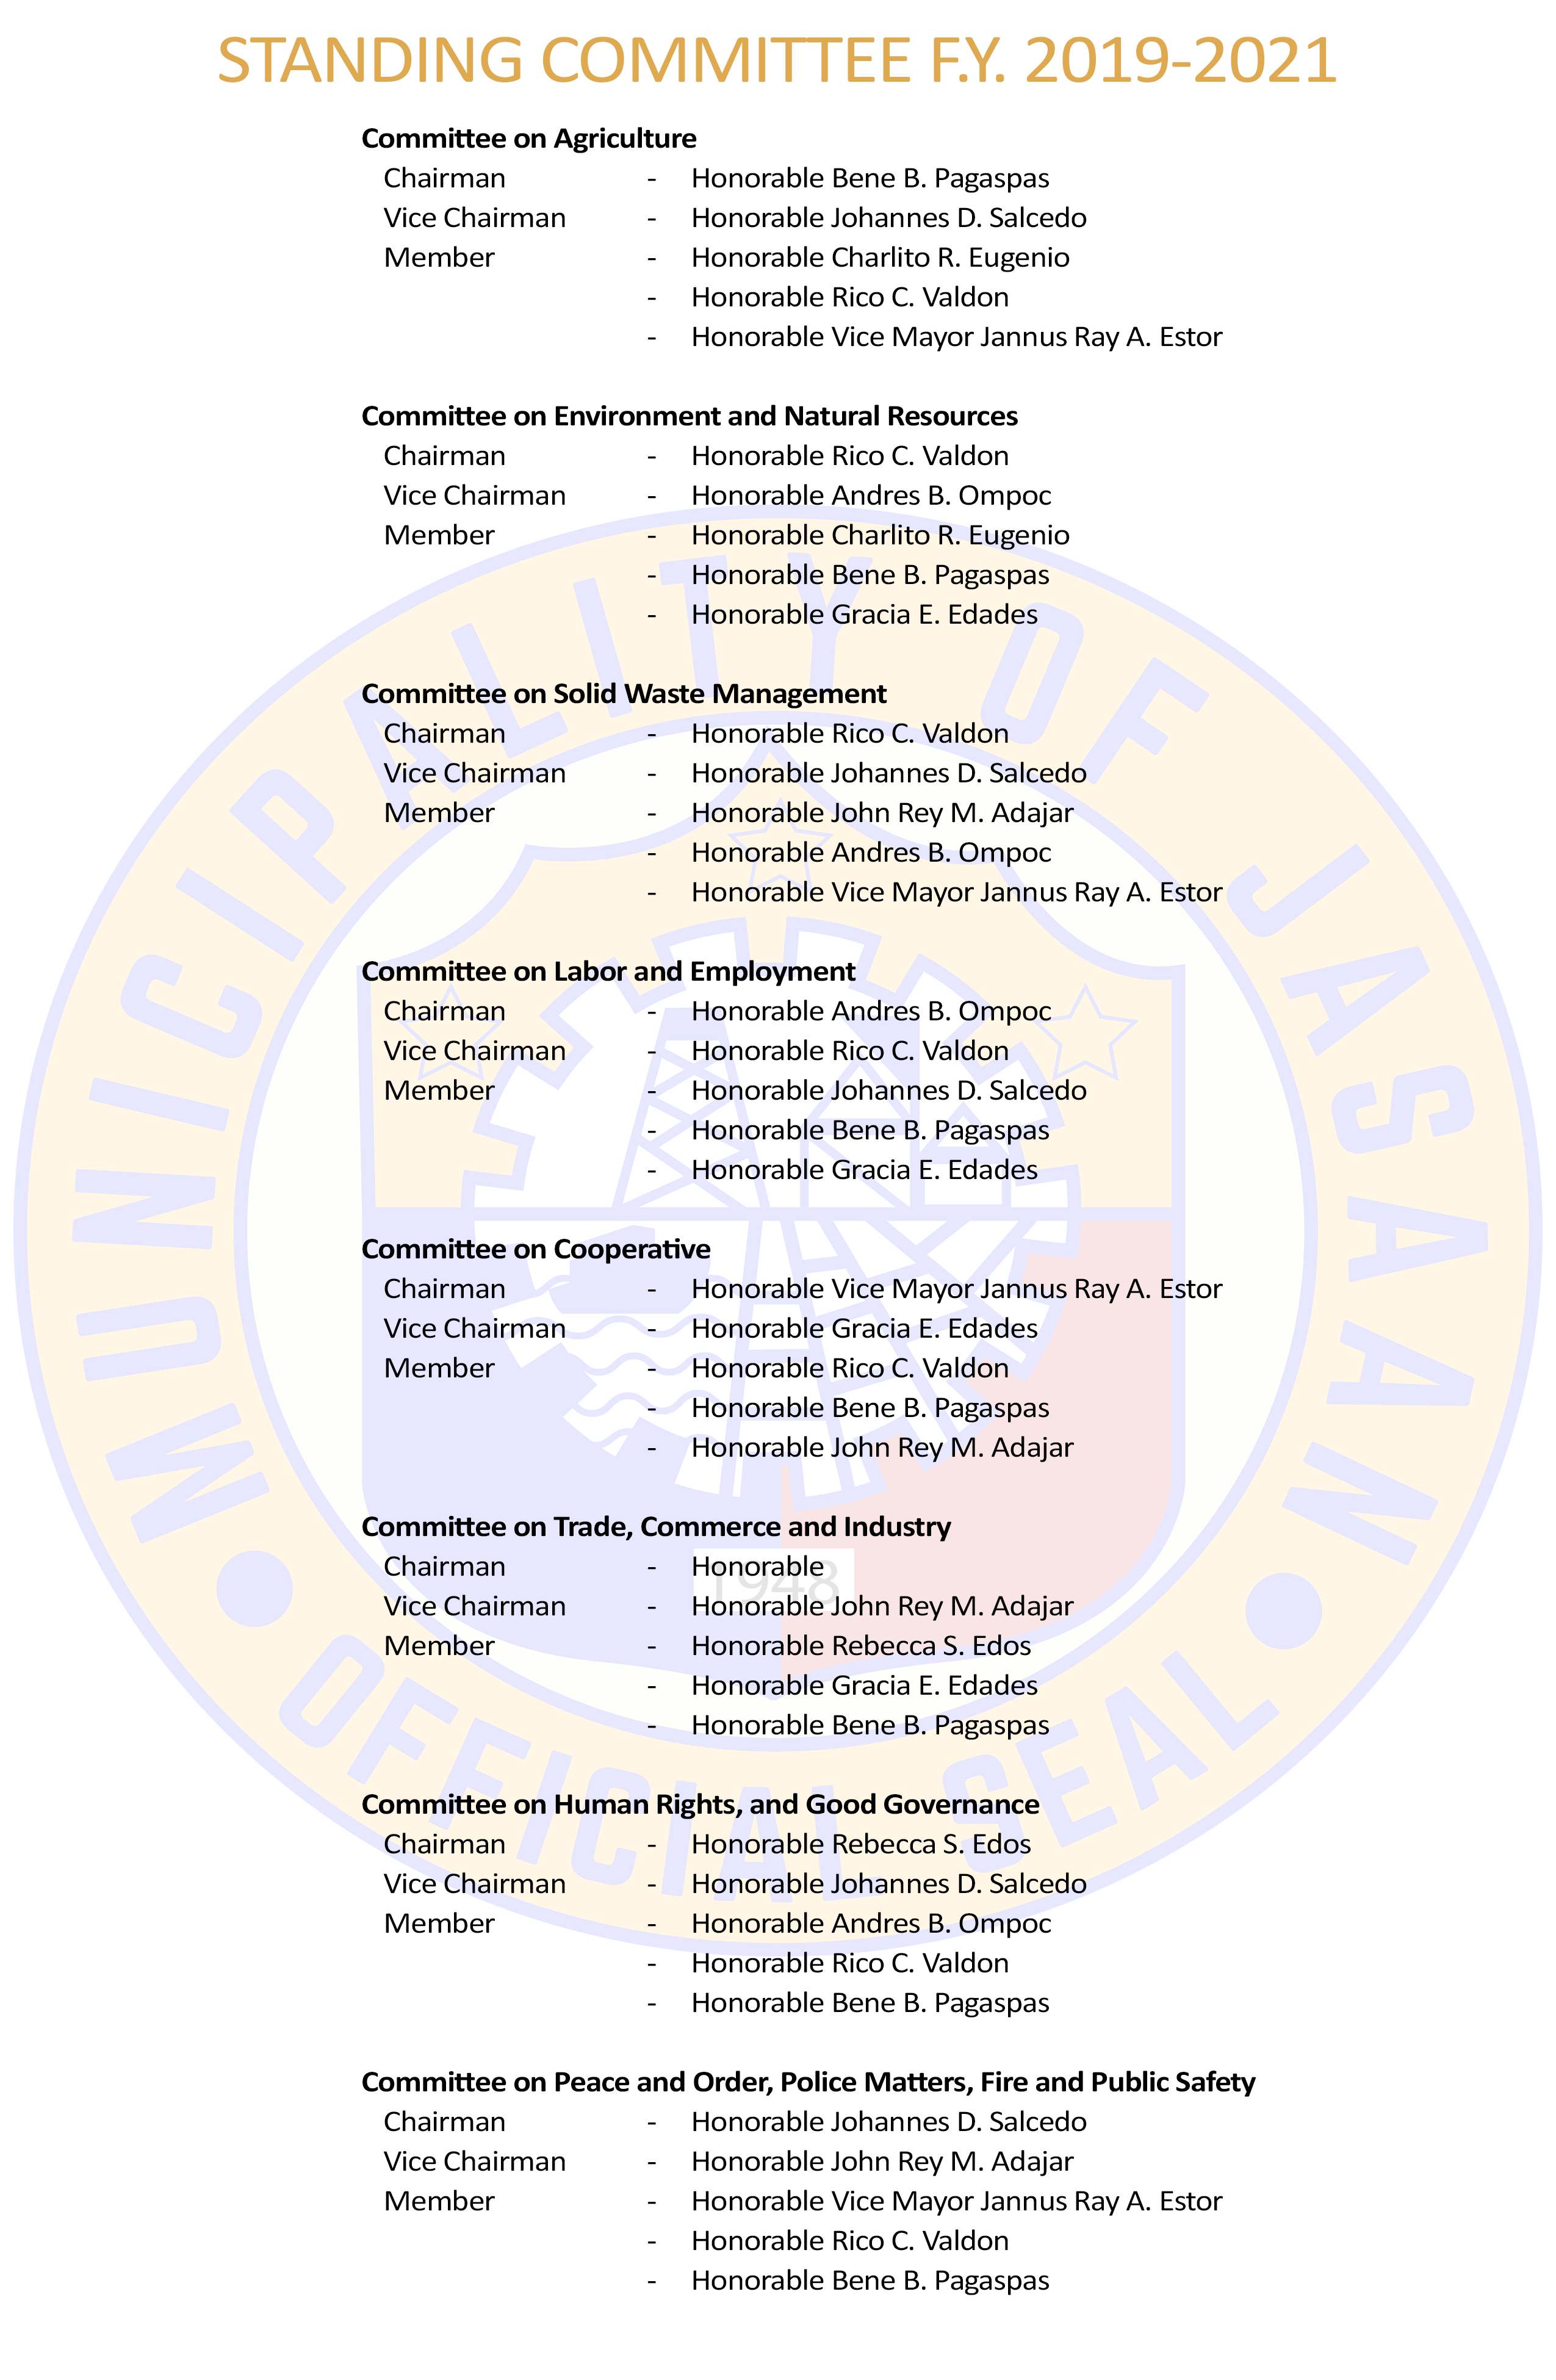 STANDING COMMITTEE F.Y. 2019-2021
Committee on Agriculture
Chairman - Honorable Bene B. Pagaspas
Vice Chairman - Honorable Johannes D. Salcedo
Member - Honorable Charlito R. Eugenio
- Honorable Rico C. Valdon
- Honorable Vice Mayor Jannus Ray A. Estor
Committee on Environment and Natural Resources
Chairman - Honorable Rico C. Valdon
Vice Chairman - Honorable Andres B. Ompoc
Member - Honorable Charlito R. Eugenio
- Honorable Bene B. Pagaspas
- Honorable Gracia E. Edades
Committee on Solid Waste Management
Chairman - Honorable Rico C. Valdon
Vice Chairman - Honorable Johannes D. Salcedo
Member - Honorable John Rey M. Adajar
- Honorable Andres B. Ompoc
- Honorable Vice Mayor Jannus Ray A. Estor
Committee on Labor and Employment
Chairman - Honorable Andres B. Ompoc
Vice Chairman - Honorable Rico C. Valdon
Member - Honorable Johannes D. Salcedo
- Honorable Bene B. Pagaspas
- Honorable Gracia E. Edades
Committee on Cooperative
Chairman - Honorable Vice Mayor Jannus Ray A. Estor
Vice Chairman - Honorable Gracia E. Edades
Member - Honorable Rico C. Valdon
- Honorable Bene B. Pagaspas
- Honorable John Rey M. Adajar
Committee on Trade, Commerce and Industry
Chairman - Honorable
Vice Chairman - Honorable John Rey M. Adajar
Member - Honorable Rebecca S. Edos
- Honorable Gracia E. Edades
- Honorable Bene B. Pagaspas
Committee on Human Rights, and Good Governance
Chairman - Honorable Rebecca S. Edos
Vice Chairman - Honorable Johannes D. Salcedo
Member - Honorable Andres B. Ompoc
- Honorable Rico C. Valdon
- Honorable Bene B. Pagaspas
Committee on Peace and Order, Police Matters, Fire and Public Safety
Chairman - Honorable Johannes D. Salcedo
Vice Chairman - Honorable John Rey M. Adajar
Member - Honorable Vice Mayor Jannus Ray A. Estor
- Honorable Rico C. Valdon
- Honorable Bene B. Pagaspas
MUNICIPALITY OF JASAAN
1948
OFFICIAL SEAL